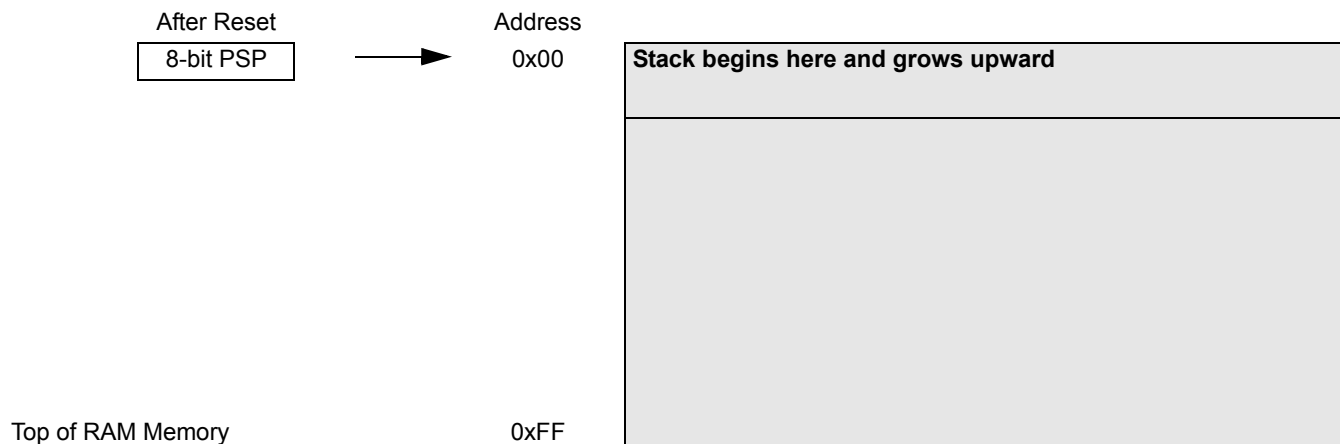 After Reset Address
8-bit PSP 0x00 Stack begins here and grows upward
Top of RAM Memory 0xFF